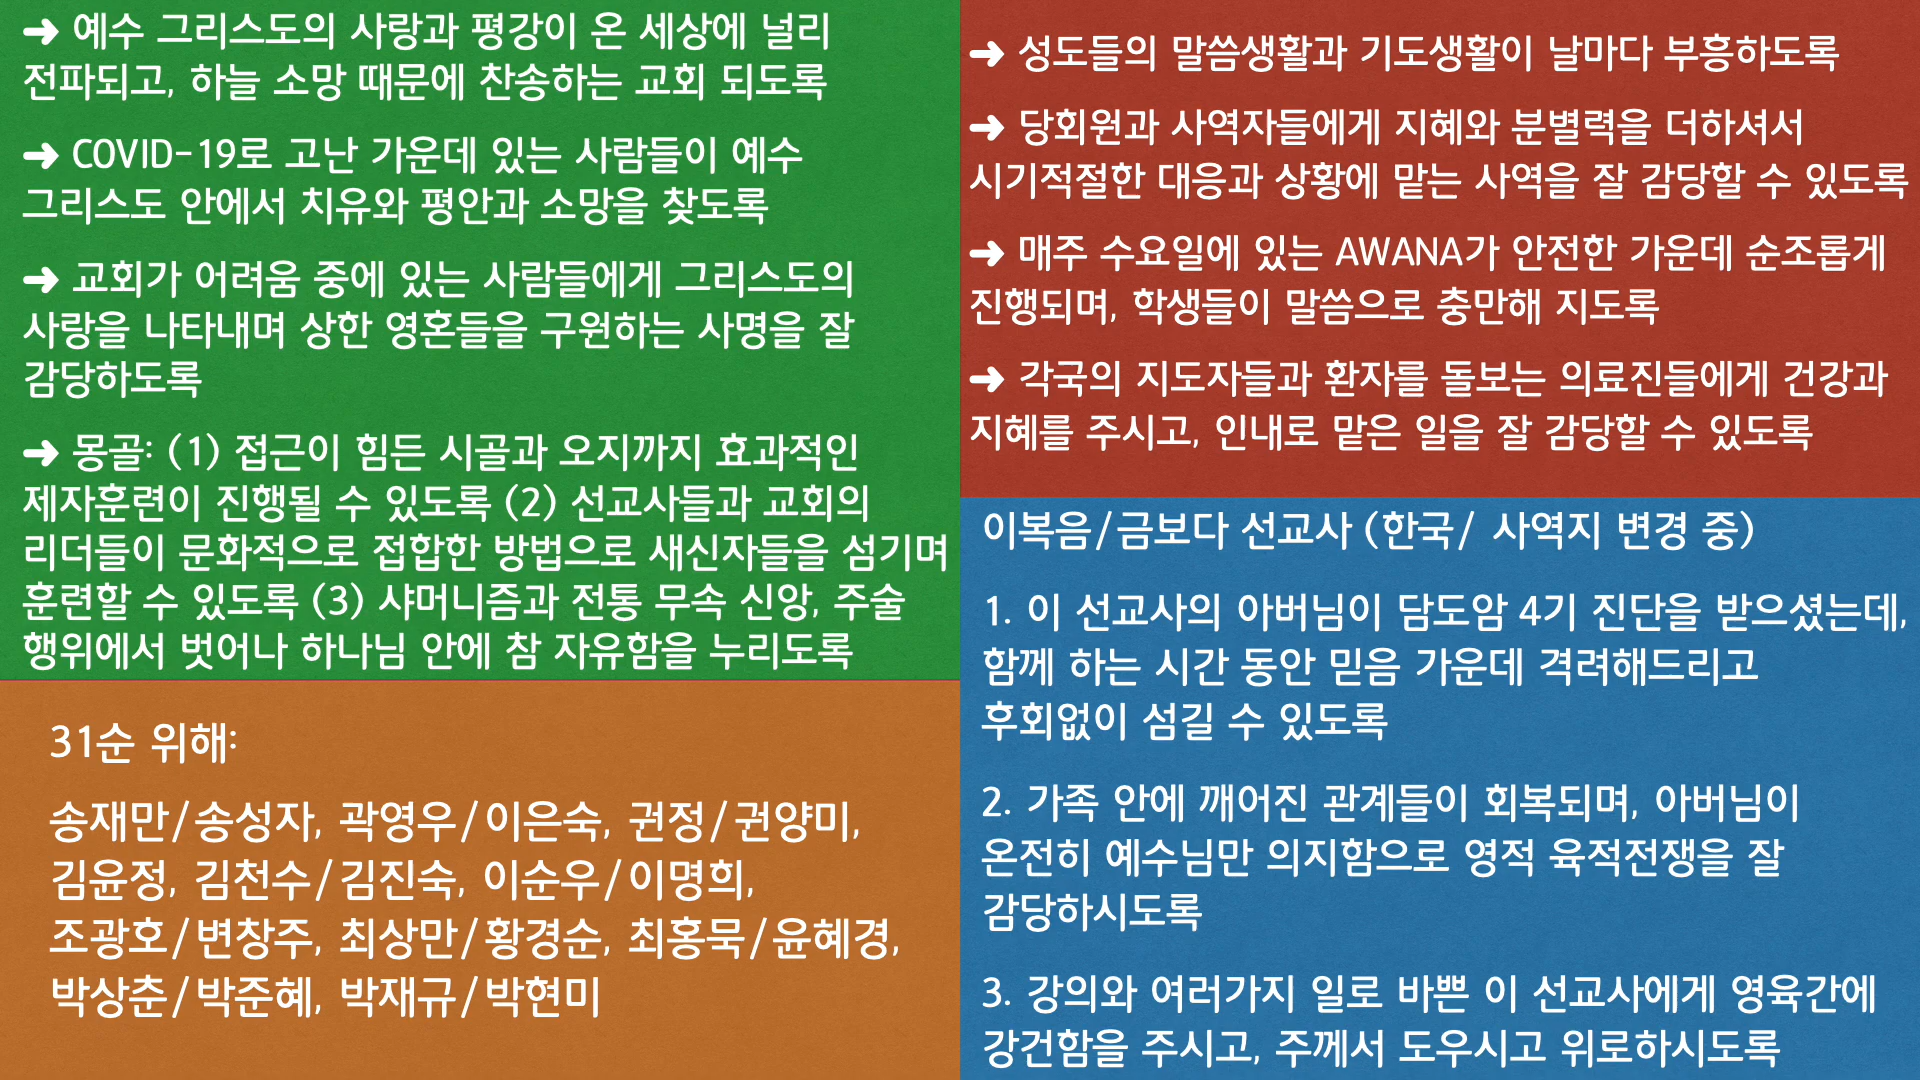 ➜ 예수 그리스도의 사랑과 평강이 온 세상에 널리
전파되고, 하늘 소망 때문에 찬송하는 교회 되도록
➜ COVID-19로 고난 가운데 있는 사람들이 예수
그리스도 안에서 치유와 평안과 소망을 찾도록
➜ 교회가 어려움 중에 있는 사람들에게 그리스도의
사랑을 나타내며 상한 영혼들을 구원하는 사명을 잘
감당하도록
➜ 몽골: (1) 접근이 힘든 시골과 오지까지 효과적인
제자훈련이 진행될 수 있도록 (2) 선교사들과 교회의
리더들이 문화적으로 접합한 방법으로 새신자들을 섬기며
훈련할 수 있도록 (3) 샤머니즘과 전통 무속 신앙, 주술
행위에서 벗어나 하나님 안에 참 자유함을 누리도록
31순 위해:
송재만/송성자, 곽영우/이은숙, 권정/권양미,
김윤정, 김천수/김진숙, 이순우/이명희,
조광호/변창주, 최상만/황경순, 최홍묵/윤혜경,
박상춘/박준혜, 박재규/박현미
➜ 성도들의 말씀생활과 기도생활이 날마다 부흥하도록
➜ 당회원과 사역자들에게 지혜와 분별력을 더하셔서
시기적절한 대응과 상황에 맡는 사역을 잘 감당할 수 있도록
➜ 매주 수요일에 있는 AWANA가 안전한 가운데 순조롭게
진행되며, 학생들이 말씀으로 충만해 지도록
➜ 각국의 지도자들과 환자를 돌보는 의료진들에게 건강과
지혜를 주시고, 인내로 맡은 일을 잘 감당할 수 있도록
이복음/금보다 선교사 (한국/ 사역지 변경 중)
1. 이 선교사의 아버님이 담도암 4기 진단을 받으셨는데,
함께 하는 시간 동안 믿음 가운데 격려해드리고
후회없이 섬길 수 있도록
2. 가족 안에 깨어진 관계들이 회복되며, 아버님이
온전히 예수님만 의지함으로 영적 육적전쟁을 잘
감당하시도록
3. 강의와 여러가지 일로 바쁜 이 선교사에게 영육간에
강건함을 주시고, 주께서 도우시고 위로하시도록